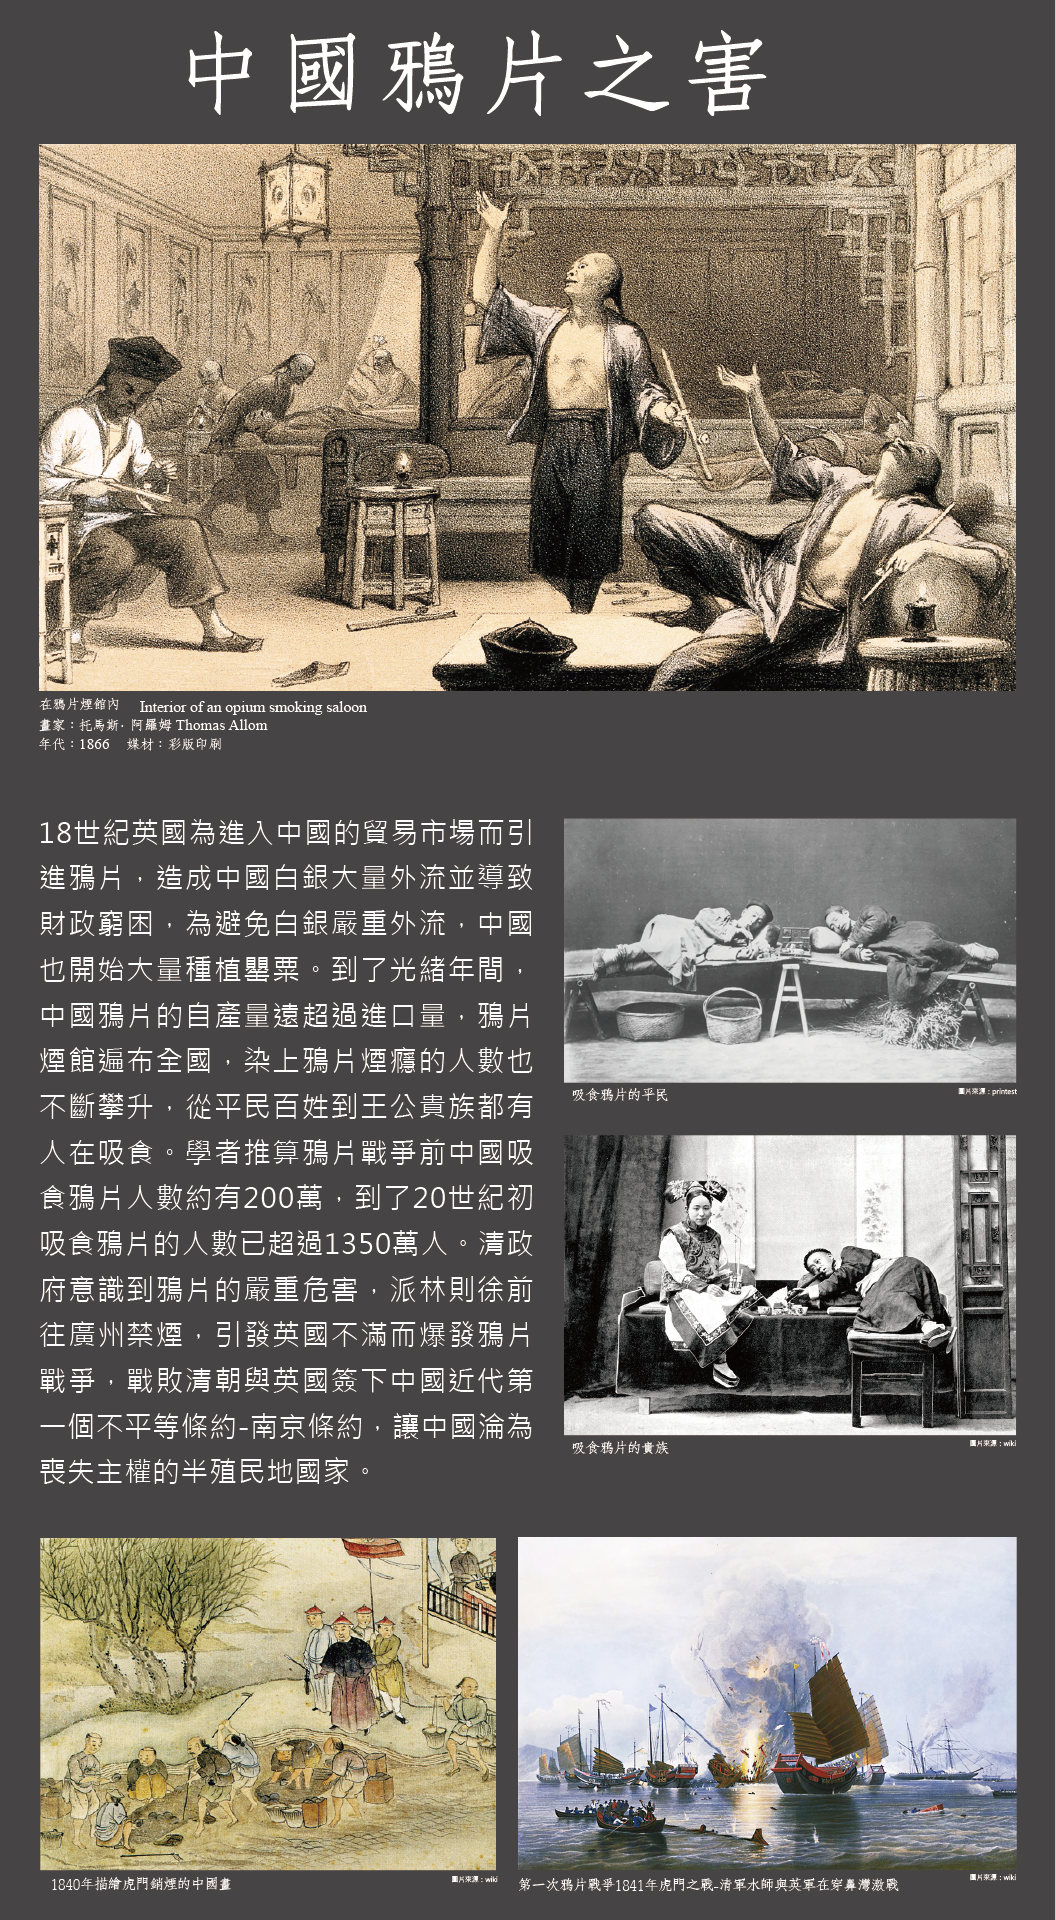 中國鴉片之害
在鴉片煙館內 Interior of an opium smoking saloon
畫家：托馬斯·阿羅姆 Thomas Allom
年代：1866 媒材：彩版印刷
18世紀英國為進入中國的貿易市場而引
進鴉片，造成中國白銀大量外流並導致
財政窮困，為避免白銀嚴重外流，中國
也開始大量種植罌粟。到了光緒年間，
中國鴉片的自產量遠超過進口量，鴉片
煙館遍布全國，染上鴉片煙癮的人數也
不斷攀升，從平民百姓到王公貴族都有
人在吸食。學者推算鴉片戰爭前中國吸
食鴉片人數約有200萬，到了20世紀初
吸食鴉片的人數已超過1350萬人。清政
府意識到鴉片的嚴重危害，派林則徐前
往廣州禁煙，引發英國不滿而爆發鴉片
戰爭，戰敗清朝與英國簽下中國近代第
一個不平等條約-南京條約，讓中國淪為
喪失主權的半殖民地國家。
吸食鴉片的平民
圖片來源：printest
吸食鴉片的貴族
圖片來源：wiki
1840年描繪虎門銷煙的中國畫
圖片來源：wiki
第一次鴉片戰爭1841年虎門之戰-清軍水師與英軍在穿鼻灣激戰
圖片來源：wiki